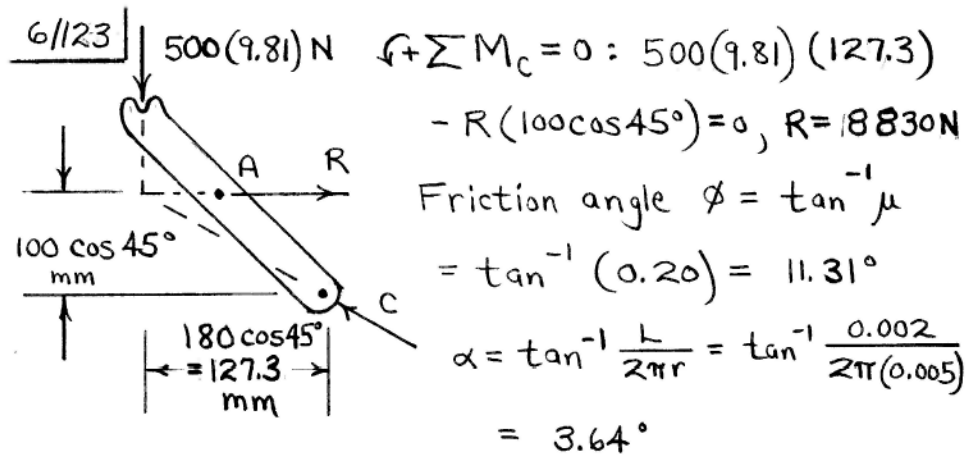 6/123
500(9.81) N
↶+ΣM_C = 0 : 500(9.81)(127.3)
- R(100cos45°)=0, R= 8830N
A
R
Friction angle ϕ = tan⁻¹μ
100 cos 45°
mm
= tan⁻¹ (0.20) = 11.31°
C
180 cos45°
= 127.3
mm
α = tan⁻¹ L/2πr = tan⁻¹ 0.002/2π(0.005)
= 3.64°